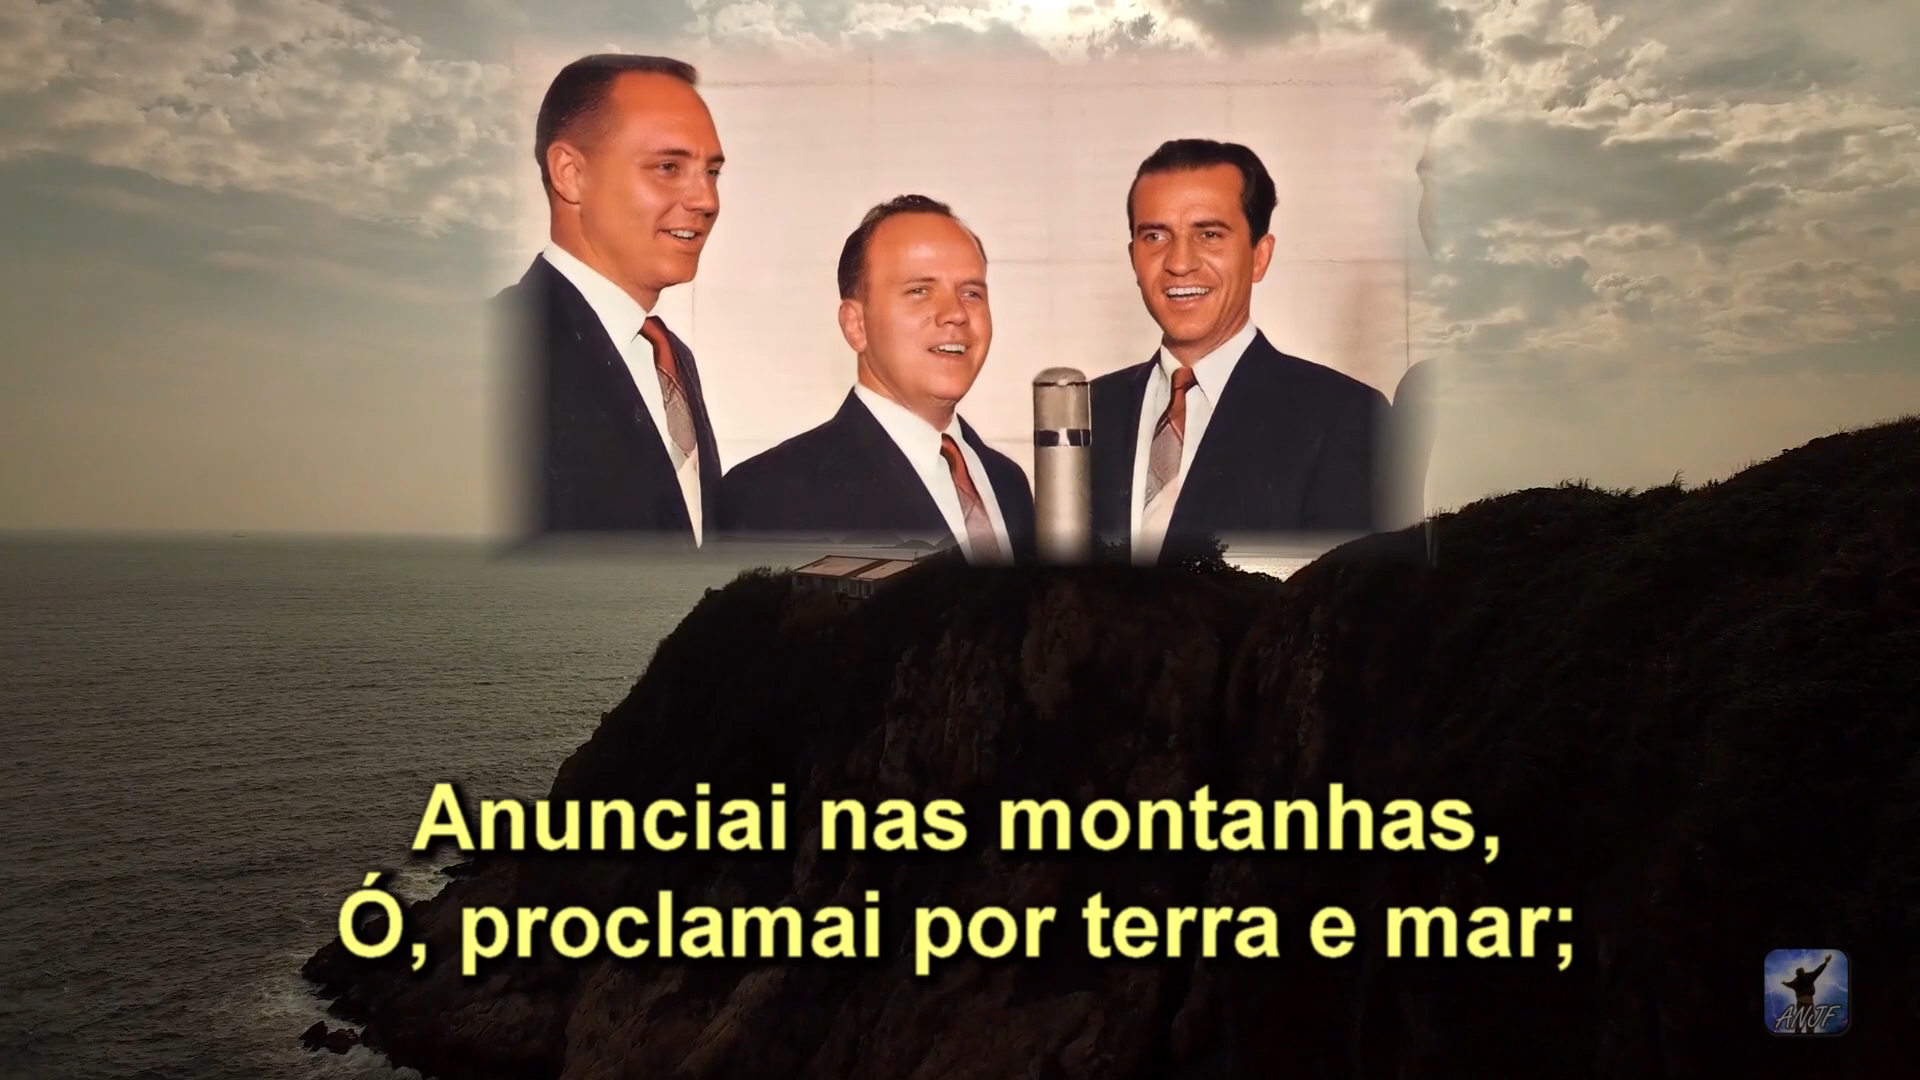 Anunciai nas montanhas,
Ó, proclamai por terra e mar;
ANJF